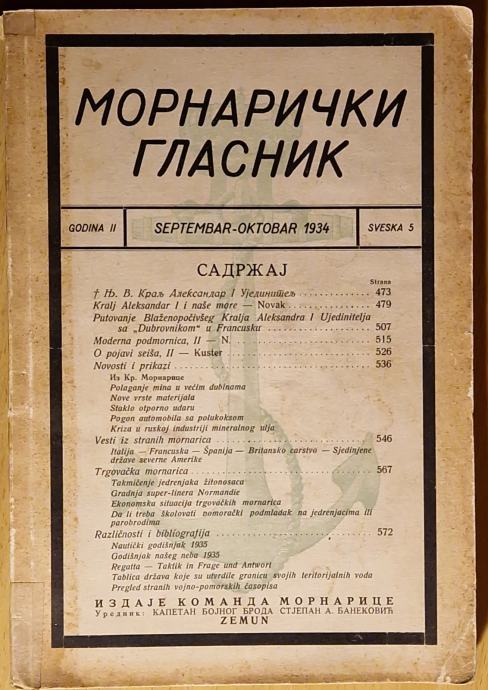 МОРНАРИЧКИ
ГЛАСНИК
GODINA II
SEPTEMBAR-OKTOBAR 1934
SVESKA 5
САДРЖАЈ
Strana
† Њ. В. Краљ Александар I Ујединитељ 473
Kralj Aleksandar I i naše more — Novak 479
Putovanje Blaženopočivšeg Kralja Aleksandra I Ujedinitelja
sa „Dubrovnikom“ u Francusku 507
Moderna podmornica, II — N. 515
O pojavi seiša, II — Kuster 526
Novosti i prikazi 536
Из Кр. Морнарице
Polaganje mina u većim dubinama
Nove vrste materijala
Staklo otporno udaru
Pogon automobila sa polukoksom
Kriza u ruskoj industriji mineralnog ulja
Vesti iz stranih mornarica 546
Italija — Francuska — Španija — Britansko carstvo — Sjedinjene
države severne Amerike
Trgovačka mornarica 567
Takmičenje jedrenjaka žitonosaca
Gradnja super-linera Normandie
Ekonomsku situacija trgovačkih mornarica
Da li treba školovati pomorački podmladak na jedrenjacima ili
parobrodima
Različnosti i bibliografija 572
Nautički godišnjak 1935
Godišnjak našeg neba 1935
Regatta — Taktik in Frage und Antwort
Tablica država koje su utvrdile granicu svojih teritorijalnih voda
Pregled stranih vojno-pomorskih časopisa
ИЗДАЈЕ КОМАНДА МОРНАРИЦЕ
Уредник: КАПЕТАН БОЈНОГ БРОДА СТЈЕПАН А. БАНЕКОВИЋ
ZEMUN